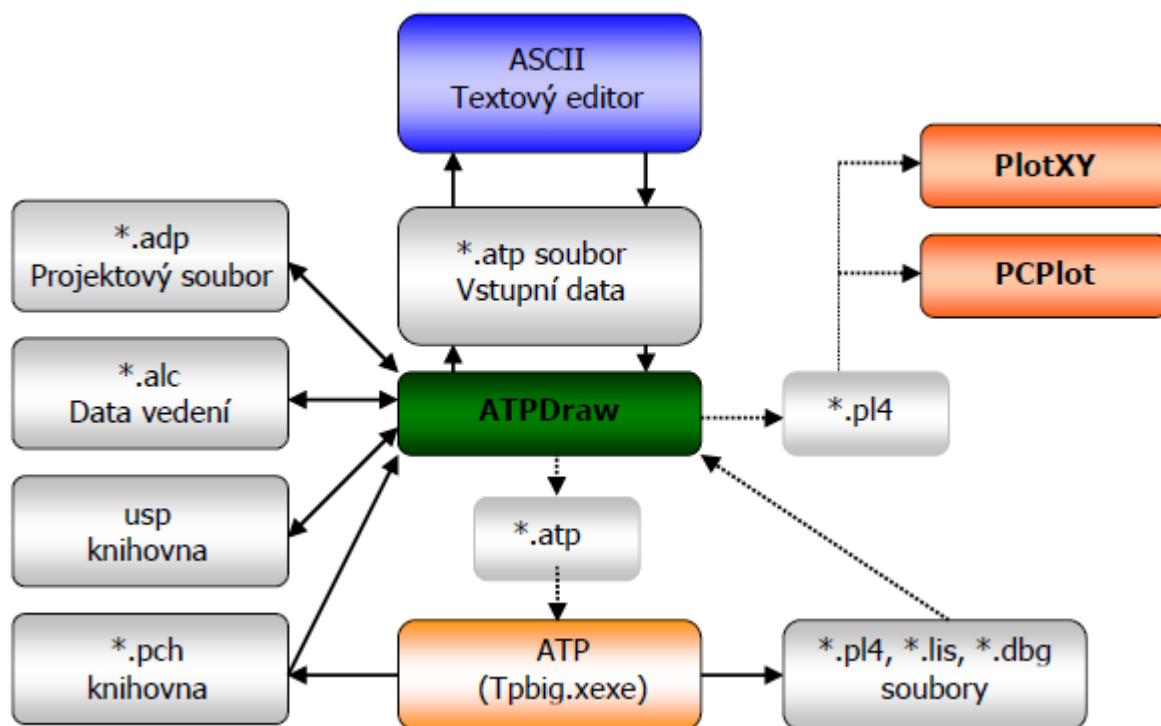 ASCII
Textový editor
PlotXY
*.adp
Projektový soubor
*.atp soubor
Vstupní data
PCPlot
*.alc
Data vedení
ATPDraw
*.pl4
usp
knihovna
*.atp
*.pch
knihovna
ATP
(Tpbig.xexe)
*.pl4, *.lis, *.dbg
soubory